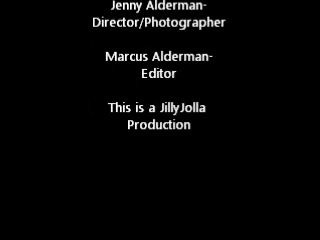 Jenny Alderman-
Director/Photographer
Marcus Alderman-
Editor
This is a JillyJolla
Production